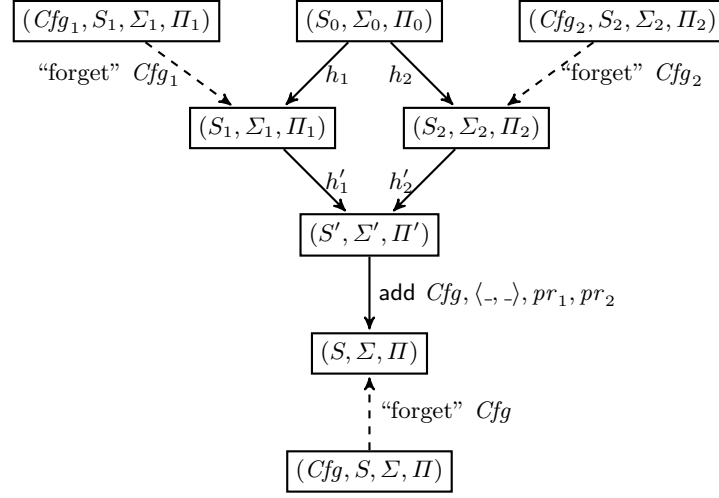 (Cfg₁, S₁, Σ₁, Π₁) (S₀, Σ₀, Π₀) (Cfg₂, S₂, Σ₂, Π₂)
“forget” Cfg₁ h₁ h₂ “forget” Cfg₂
(S₁, Σ₁, Π₁) (S₂, Σ₂, Π₂)
h′₁ h′₂
(S′, Σ′, Π′)
add Cfg, ⟨_, _⟩, pr₁, pr₂
(S, Σ, Π)
“forget” Cfg
(Cfg, S, Σ, Π)